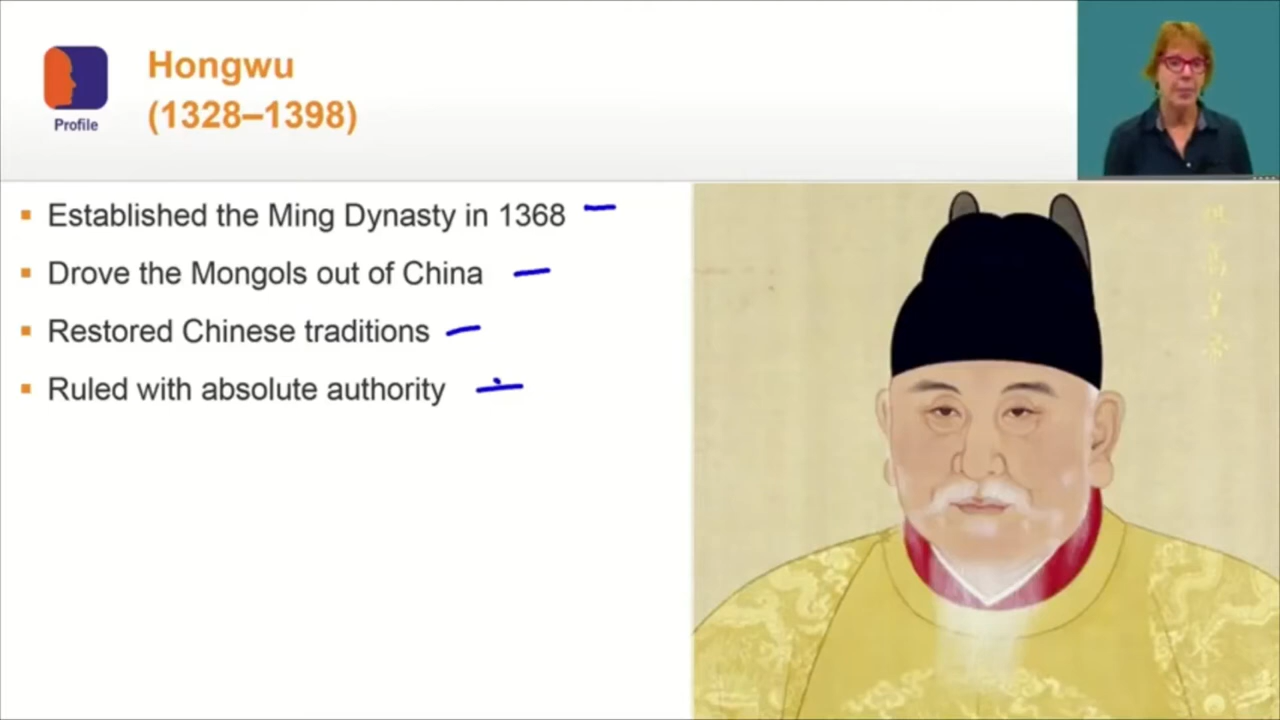 Hongwu
(1328–1398)
Profile
Established the Ming Dynasty in 1368
Drove the Mongols out of China
Restored Chinese traditions
Ruled with absolute authority